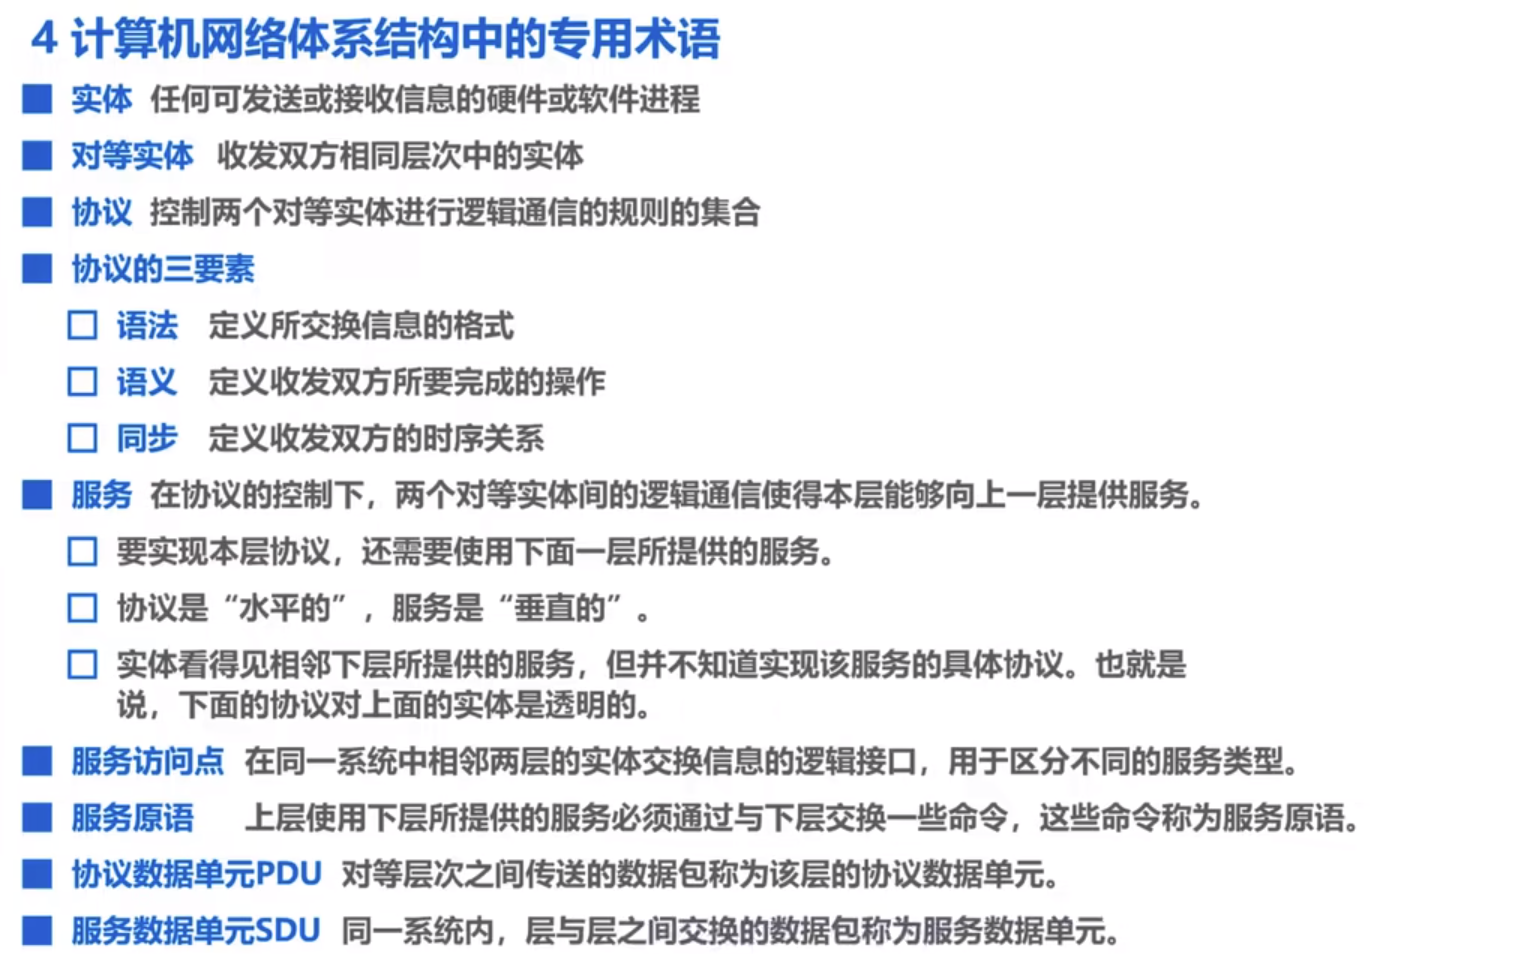 4 计算机网络体系结构中的专用术语
实体 任何可发送或接收信息的硬件或软件进程
对等实体 收发双方相同层次中的实体
协议 控制两个对等实体进行逻辑通信的规则的集合
协议的三要素
语法 定义所交换信息的格式
语义 定义收发双方所要完成的操作
同步 定义收发双方的时序关系
服务 在协议的控制下，两个对等实体间的逻辑通信使得本层能够向上一层提供服务。
要实现本层协议，还需要使用下面一层所提供的服务。
协议是“水平的”，服务是“垂直的”。
实体看得见相邻下层所提供的服务，但并不知道实现该服务的具体协议。也就是
说，下面的协议对上面的实体是透明的。
服务访问点 在同一系统中相邻两层的实体交换信息的逻辑接口，用于区分不同的服务类型。
服务原语 上层使用下层所提供的服务必须通过与下层交换一些命令，这些命令称为服务原语。
协议数据单元PDU 对等层次之间传送的数据包称为该层的协议数据单元。
服务数据单元SDU 同一系统内，层与层之间交换的数据包称为服务数据单元。